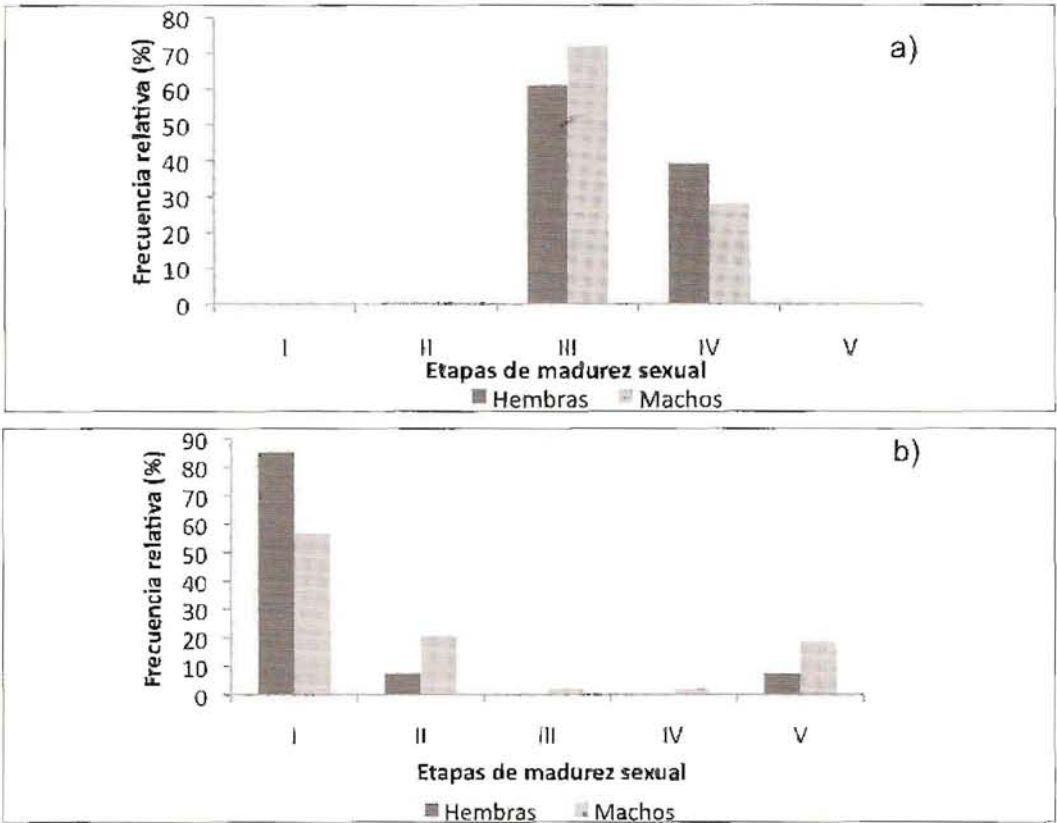 80
70
60
50
40
30
20
10
0
Frecuencia relativa (%)
a)
I II III IV V
Etapas de madurez sexual
Hembras Machos
90
80
70
60
50
40
30
20
10
0
Frecuencia relativa (%)
b)
I II III IV V
Etapas de madurez sexual
Hembras Machos